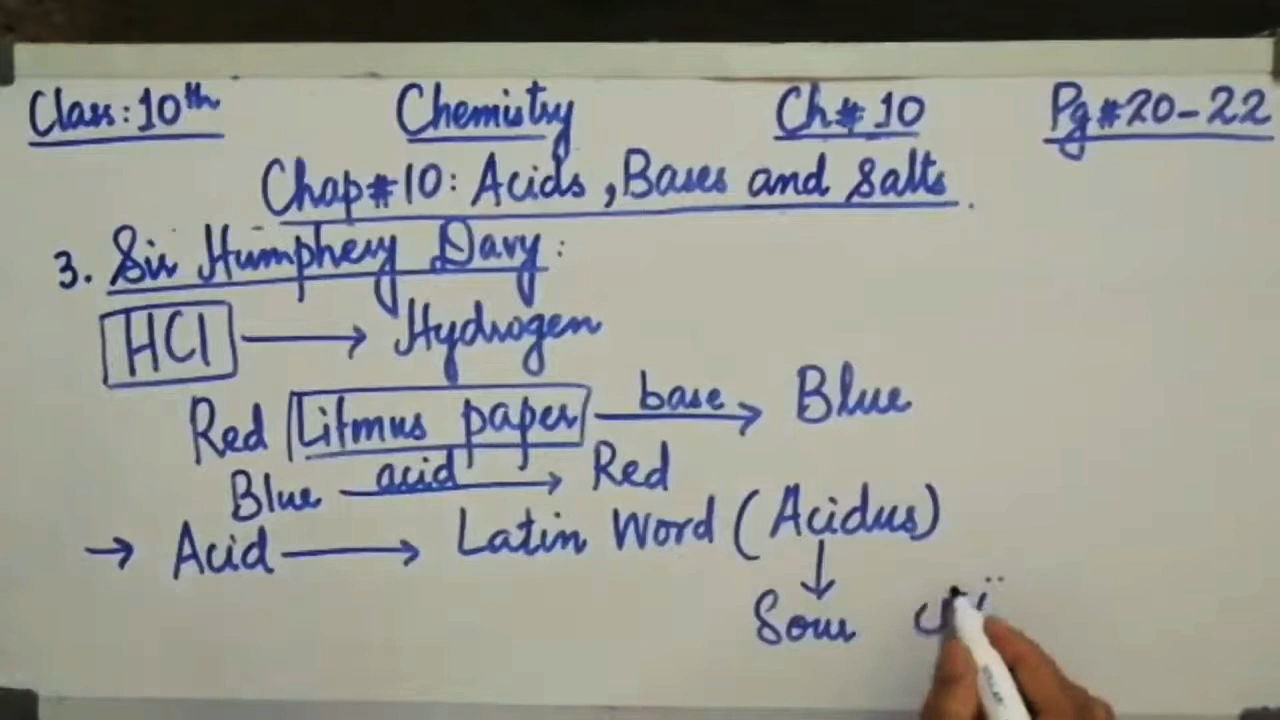 Class: 10th Chemistry Ch# 10 Pg#20-22
Chap#10: Acids, Bases and Salts.
3. Sir Humphery Davy:
HCl → Hydrogen
Red Litmus paper base → Blue
Blue acid → Red
→ Acid → Latin Word (Acidus)
↓
Sour